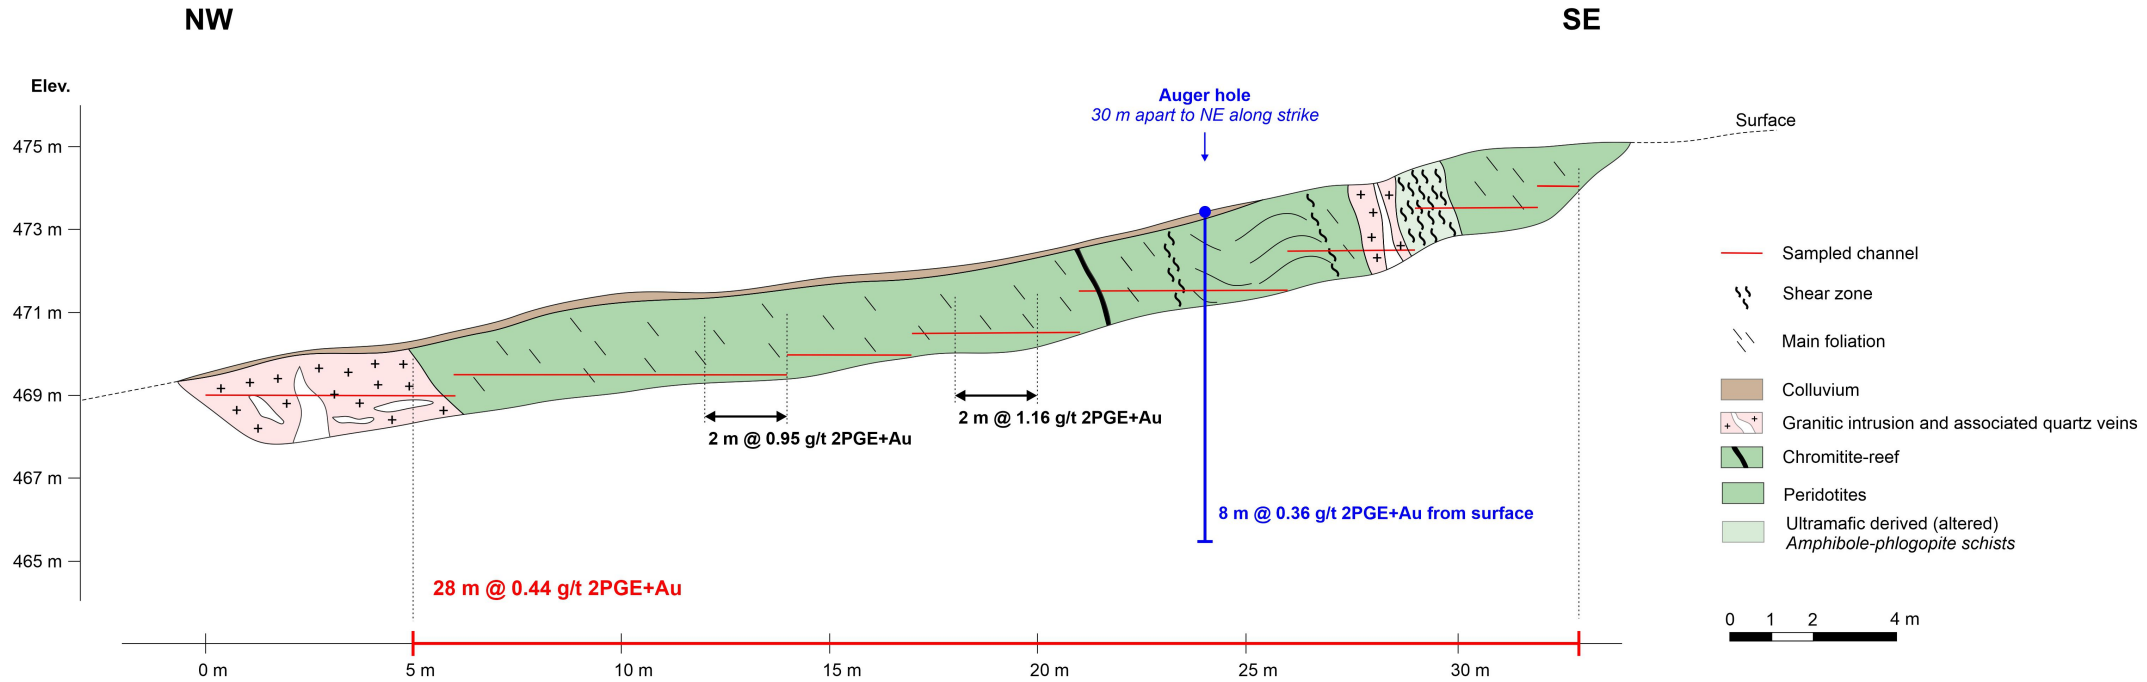 NW
SE
Elev.
475 m
473 m
471 m
469 m
467 m
465 m
Auger hole
30 m apart to NE along strike
Surface
2 m @ 0.95 g/t 2PGE+Au
2 m @ 1.16 g/t 2PGE+Au
8 m @ 0.36 g/t 2PGE+Au from surface
28 m @ 0.44 g/t 2PGE+Au
0 m
5 m
10 m
15 m
20 m
25 m
30 m
Sampled channel
Shear zone
Main foliation
Colluvium
Granitic intrusion and associated quartz veins
Chromitite-reef
Peridotites
Ultramafic derived (altered)
Amphibole-phlogopite schists
0 1 2 4 m